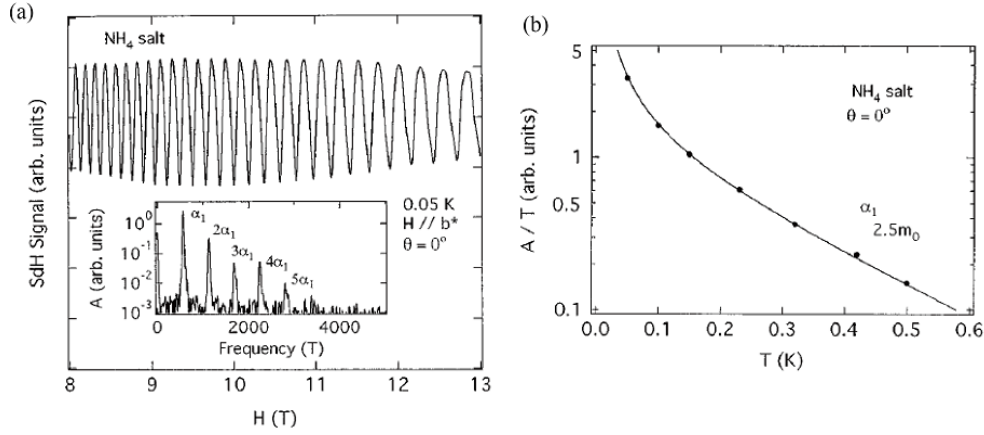 (a)
NH₄ salt
SdH Signal (arb. units)
8 9 10 11 12 13
H (T)
0.05 K
H // b*
θ = 0°
A (arb. units)
10⁰
10⁻¹
10⁻²
10⁻³
α₁
2α₁
3α₁
4α₁
5α₁
0 2000 4000
Frequency (T)
(b)
A / T (arb. units)
5
1
0.5
0.1
NH₄ salt
θ = 0°
α₁
2.5m₀
0.0 0.1 0.2 0.3 0.4 0.5 0.6
T (K)